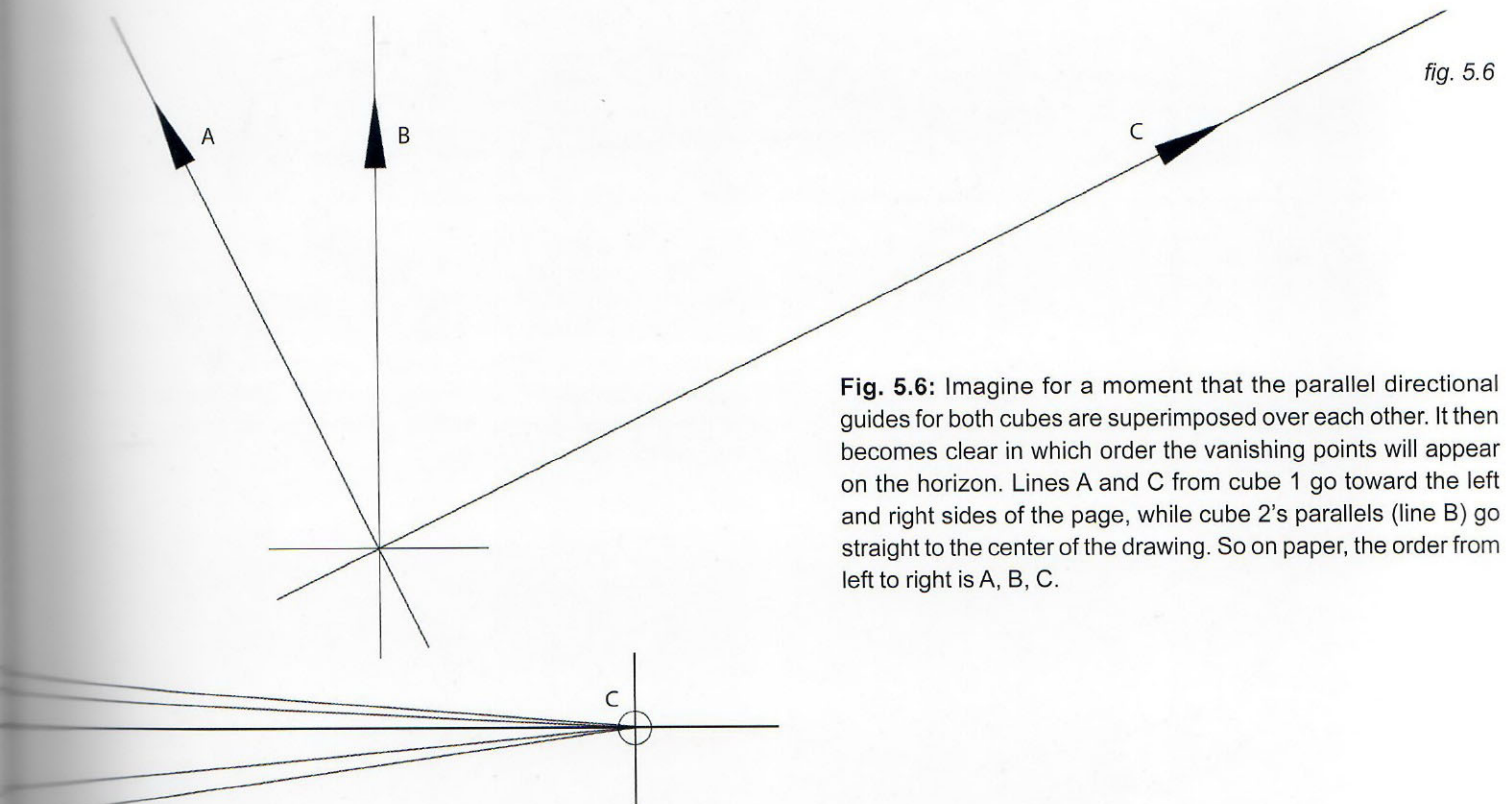 A
B
C
fig. 5.6
Fig. 5.6: Imagine for a moment that the parallel directional
guides for both cubes are superimposed over each other. It then
becomes clear in which order the vanishing points will appear
on the horizon. Lines A and C from cube 1 go toward the left
and right sides of the page, while cube 2's parallels (line B) go
straight to the center of the drawing. So on paper, the order from
left to right is A, B, C.
C